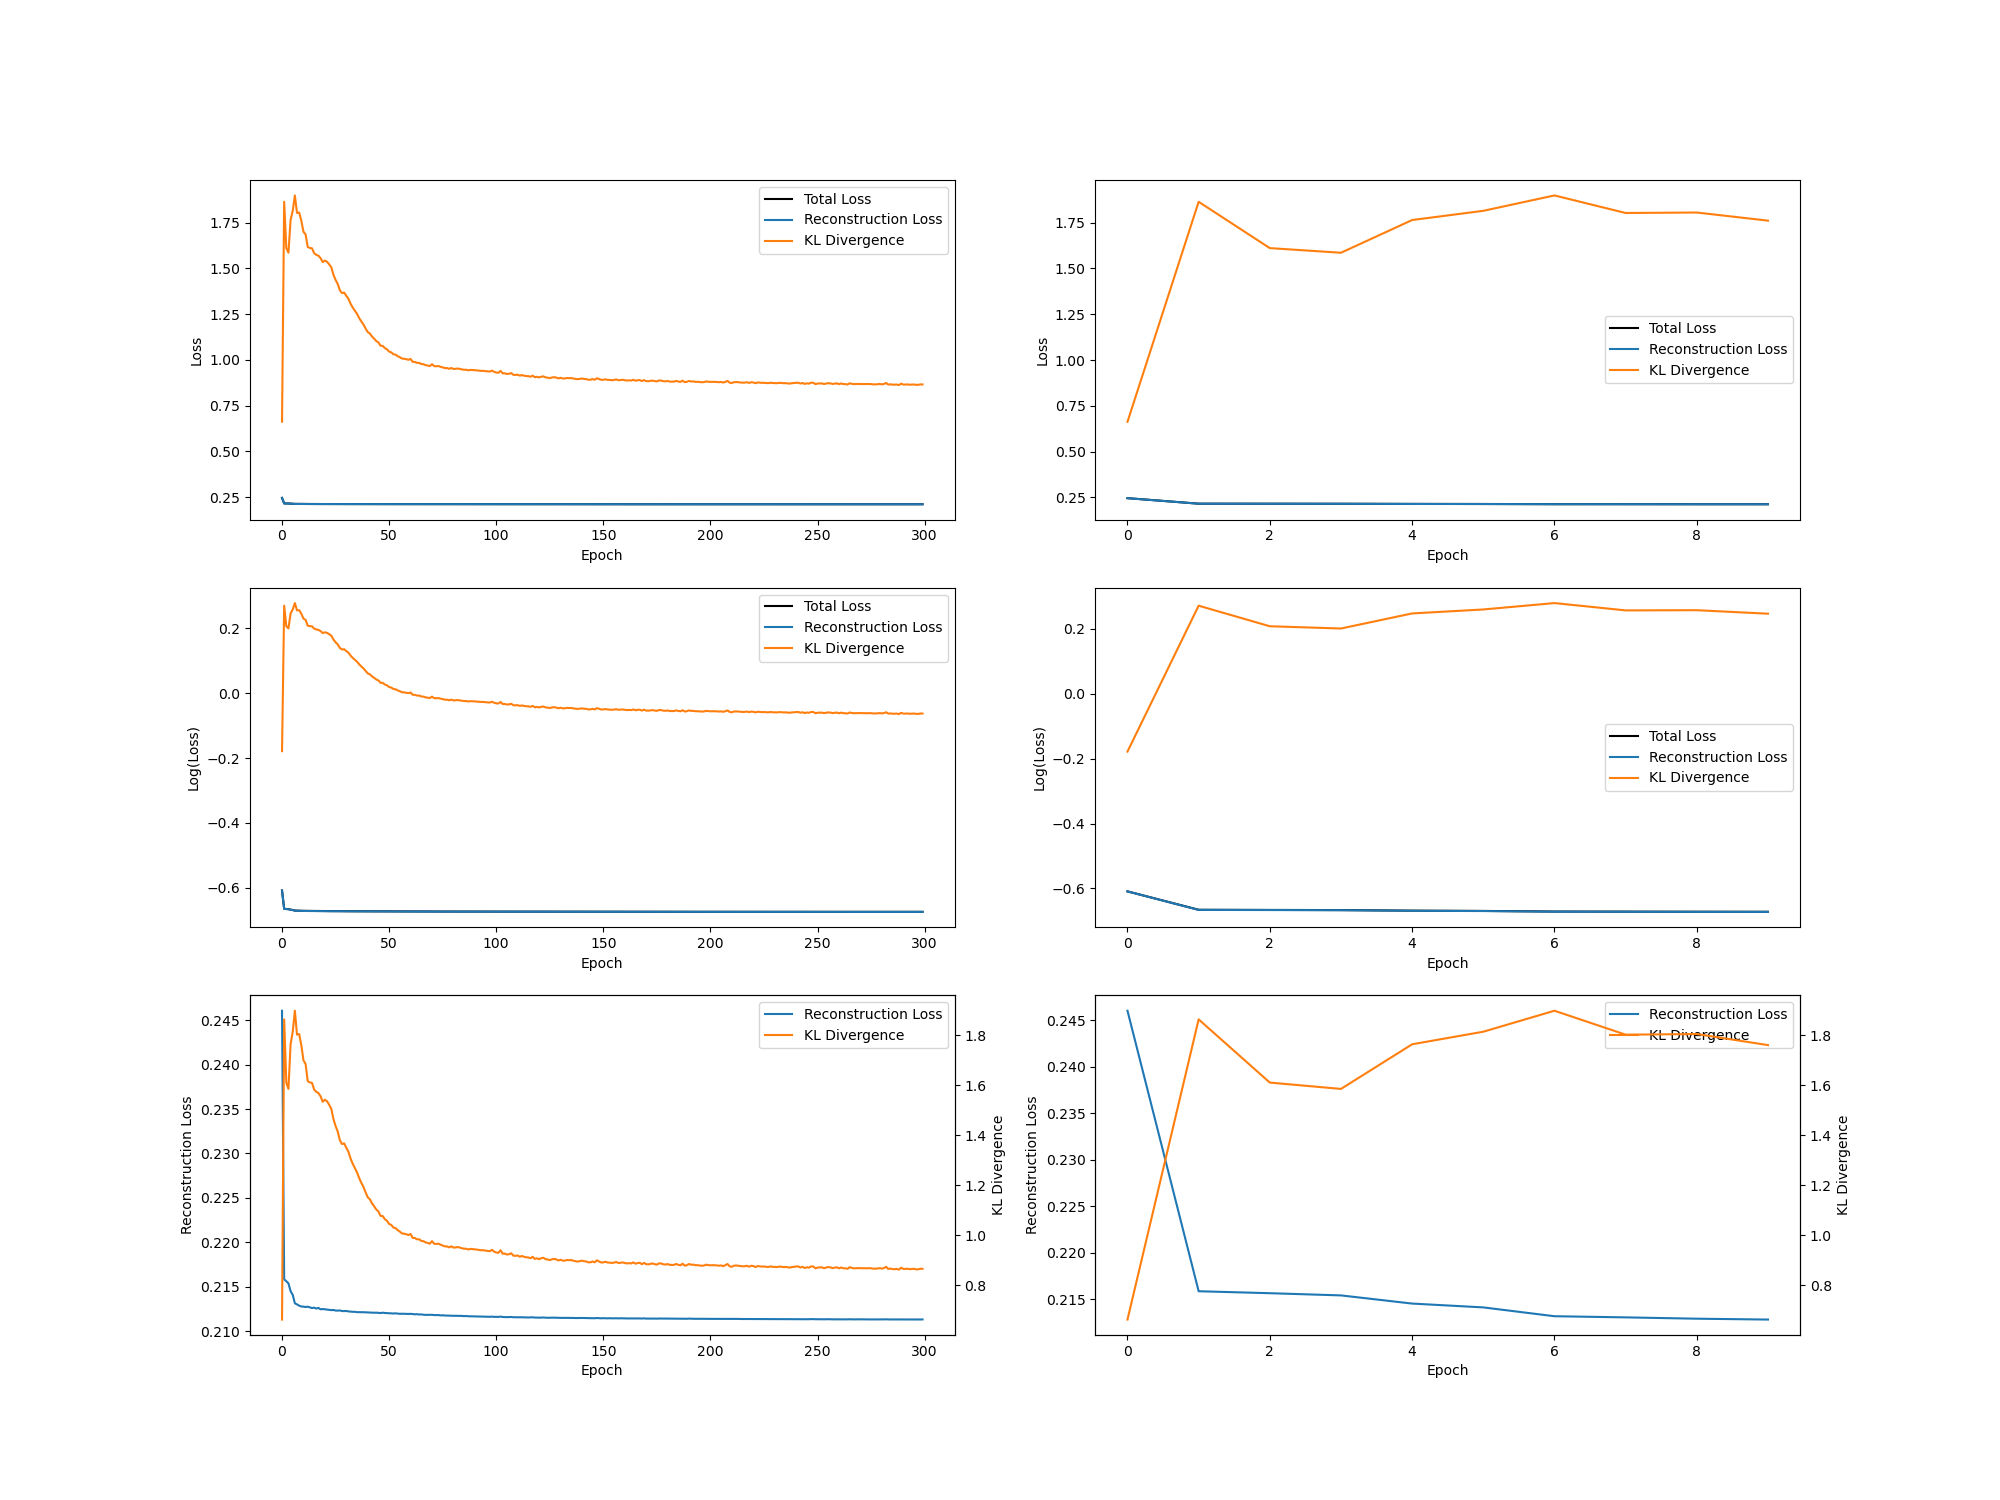 Total Loss
Reconstruction Loss
KL Divergence
1.75
1.50
1.25
1.00
0.75
0.50
0.25
Loss
0 50 100 150 200 250 300
Epoch
Total Loss
Reconstruction Loss
KL Divergence
1.75
1.50
1.25
1.00
0.75
0.50
0.25
Loss
0 2 4 6 8
Epoch
Total Loss
Reconstruction Loss
KL Divergence
0.2
0.0
−0.2
−0.4
−0.6
Log(Loss)
0 50 100 150 200 250 300
Epoch
Total Loss
Reconstruction Loss
KL Divergence
0.2
0.0
−0.2
−0.4
−0.6
Log(Loss)
0 2 4 6 8
Epoch
Reconstruction Loss
KL Divergence
0.245
0.240
0.235
0.230
0.225
0.220
0.215
0.210
Reconstruction Loss
1.8
1.6
1.4
1.2
1.0
0.8
KL Divergence
0 50 100 150 200 250 300
Epoch
Reconstruction Loss
KL Divergence
0.245
0.240
0.235
0.230
0.225
0.220
0.215
Reconstruction Loss
1.8
1.6
1.4
1.2
1.0
0.8
KL Divergence
0 2 4 6 8
Epoch